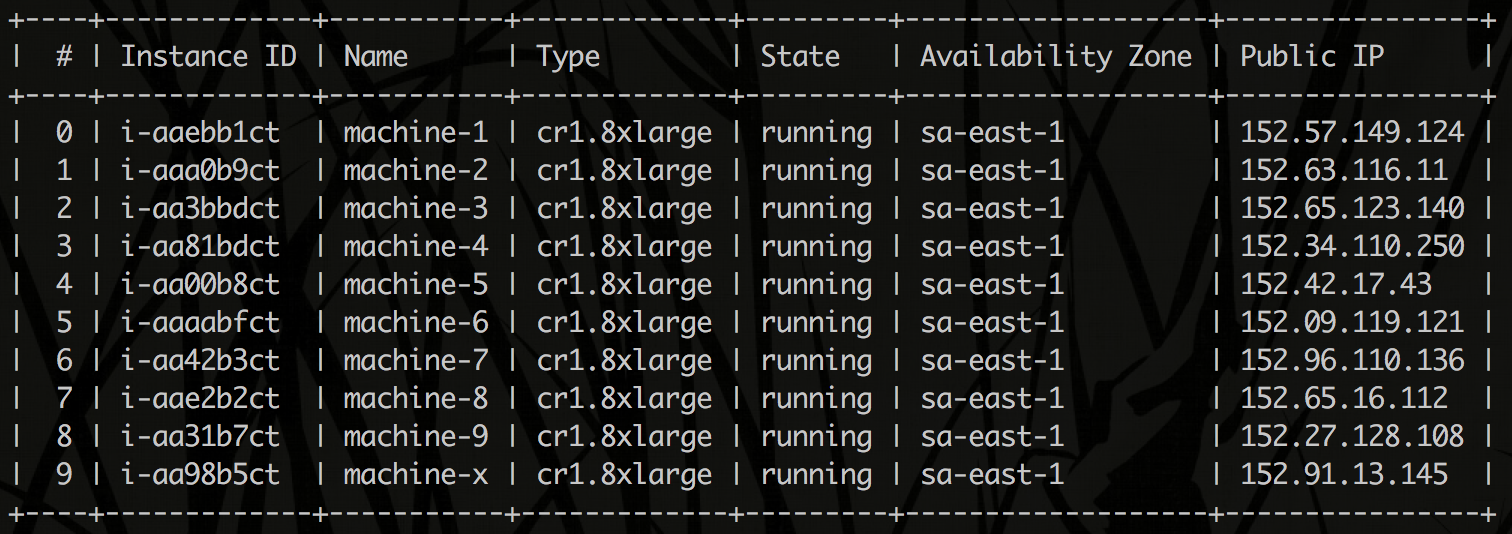 +----+-------------+-----------+-------------+---------+-------------------+----------------+
|  # | Instance ID | Name      | Type        | State   | Availability Zone | Public IP      |
+----+-------------+-----------+-------------+---------+-------------------+----------------+
|  0 | i-aaebb1ct  | machine-1 | cr1.8xlarge | running | sa-east-1         | 152.57.149.124 |
|  1 | i-aaa0b9ct  | machine-2 | cr1.8xlarge | running | sa-east-1         | 152.63.116.11  |
|  2 | i-aa3bbdct  | machine-3 | cr1.8xlarge | running | sa-east-1         | 152.65.123.140 |
|  3 | i-aa81bdct  | machine-4 | cr1.8xlarge | running | sa-east-1         | 152.34.110.250 |
|  4 | i-aa00b8ct  | machine-5 | cr1.8xlarge | running | sa-east-1         | 152.42.17.43   |
|  5 | i-aaaabfct  | machine-6 | cr1.8xlarge | running | sa-east-1         | 152.09.119.121 |
|  6 | i-aa42b3ct  | machine-7 | cr1.8xlarge | running | sa-east-1         | 152.96.110.136 |
|  7 | i-aae2b2ct  | machine-8 | cr1.8xlarge | running | sa-east-1         | 152.65.16.112  |
|  8 | i-aa31b7ct  | machine-9 | cr1.8xlarge | running | sa-east-1         | 152.27.128.108 |
|  9 | i-aa98b5ct  | machine-x | cr1.8xlarge | running | sa-east-1         | 152.91.13.145  |
+----+-------------+-----------+-------------+---------+-------------------+----------------+